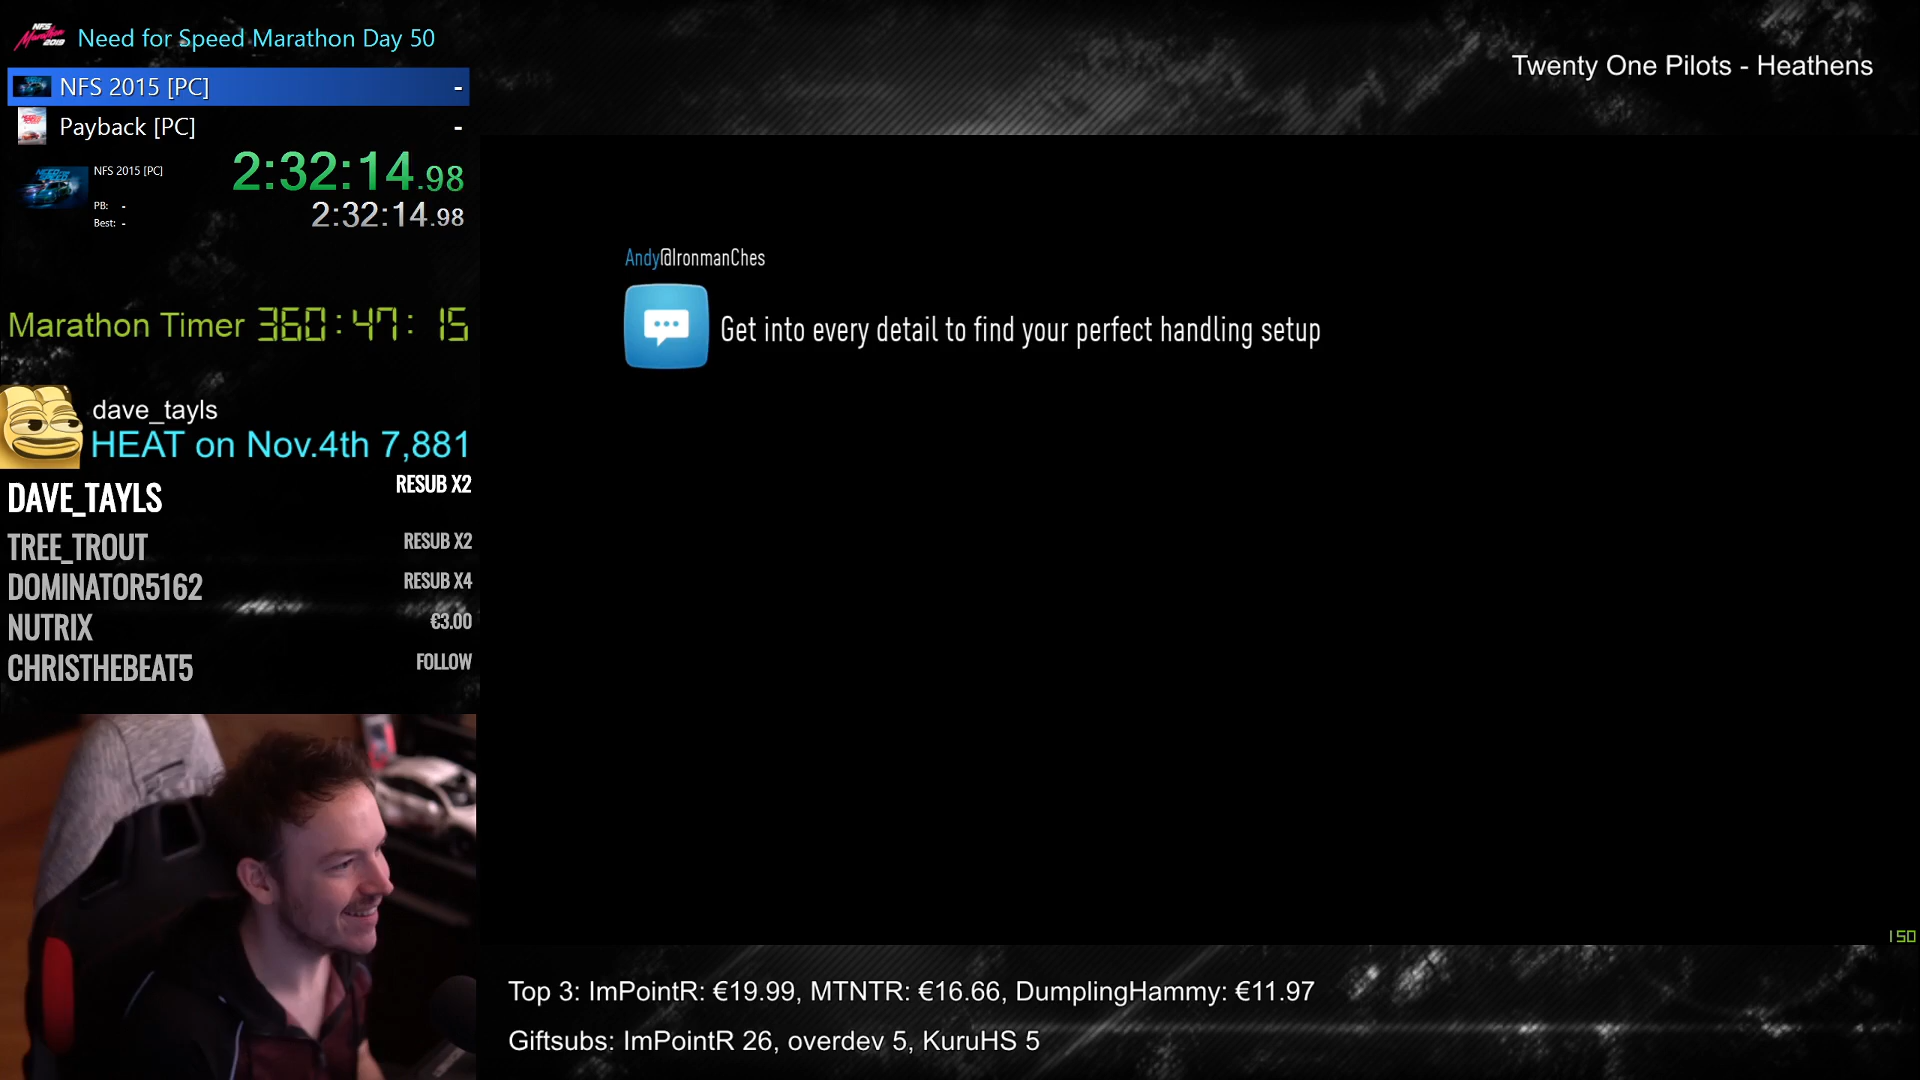 NFS Marathon 2019
Need for Speed Marathon Day 50
NFS 2015 [PC] -
Payback [PC] -
NFS 2015 [PC]
2:32:14.98
2:32:14.98
PB: -
Best: -
Marathon Timer 360:47:15
dave_tayls
HEAT on Nov.4th 7,881
DAVE_TAYLS RESUB X2
TREE_TROUT RESUB X2
DOMINATOR5162 RESUB X4
NUTRIX €3.00
CHRISTHEBEAT5 FOLLOW
Twenty One Pilots - Heathens
Andy@IronmanChes
Get into every detail to find your perfect handling setup
150
Top 3: ImPointR: €19.99, MTNTR: €16.66, DumplingHammy: €11.97
Giftsubs: ImPointR 26, overdev 5, KuruHS 5